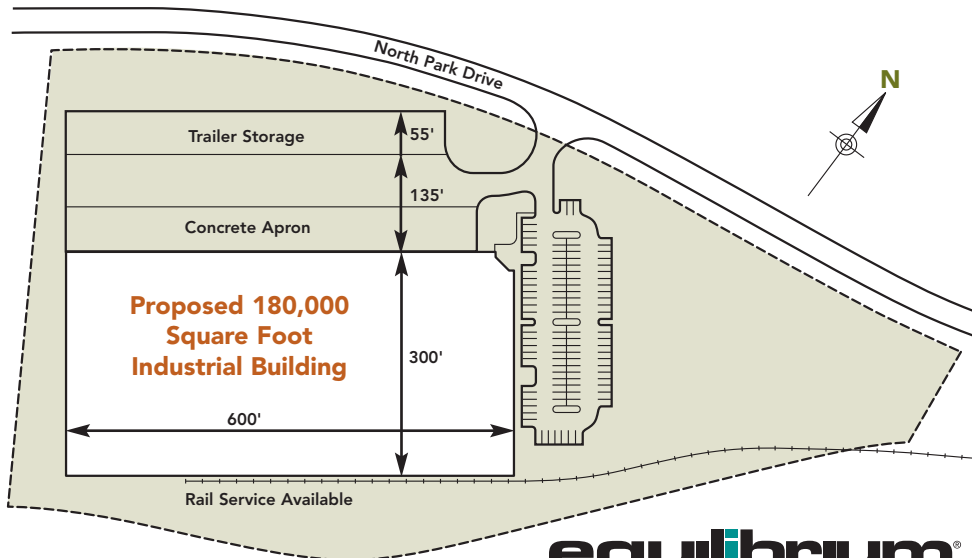 North Park Drive
N
Trailer Storage
55'
135'
Concrete Apron
Proposed 180,000
Square Foot
Industrial Building
300'
600'
Rail Service Available
equilibrium®